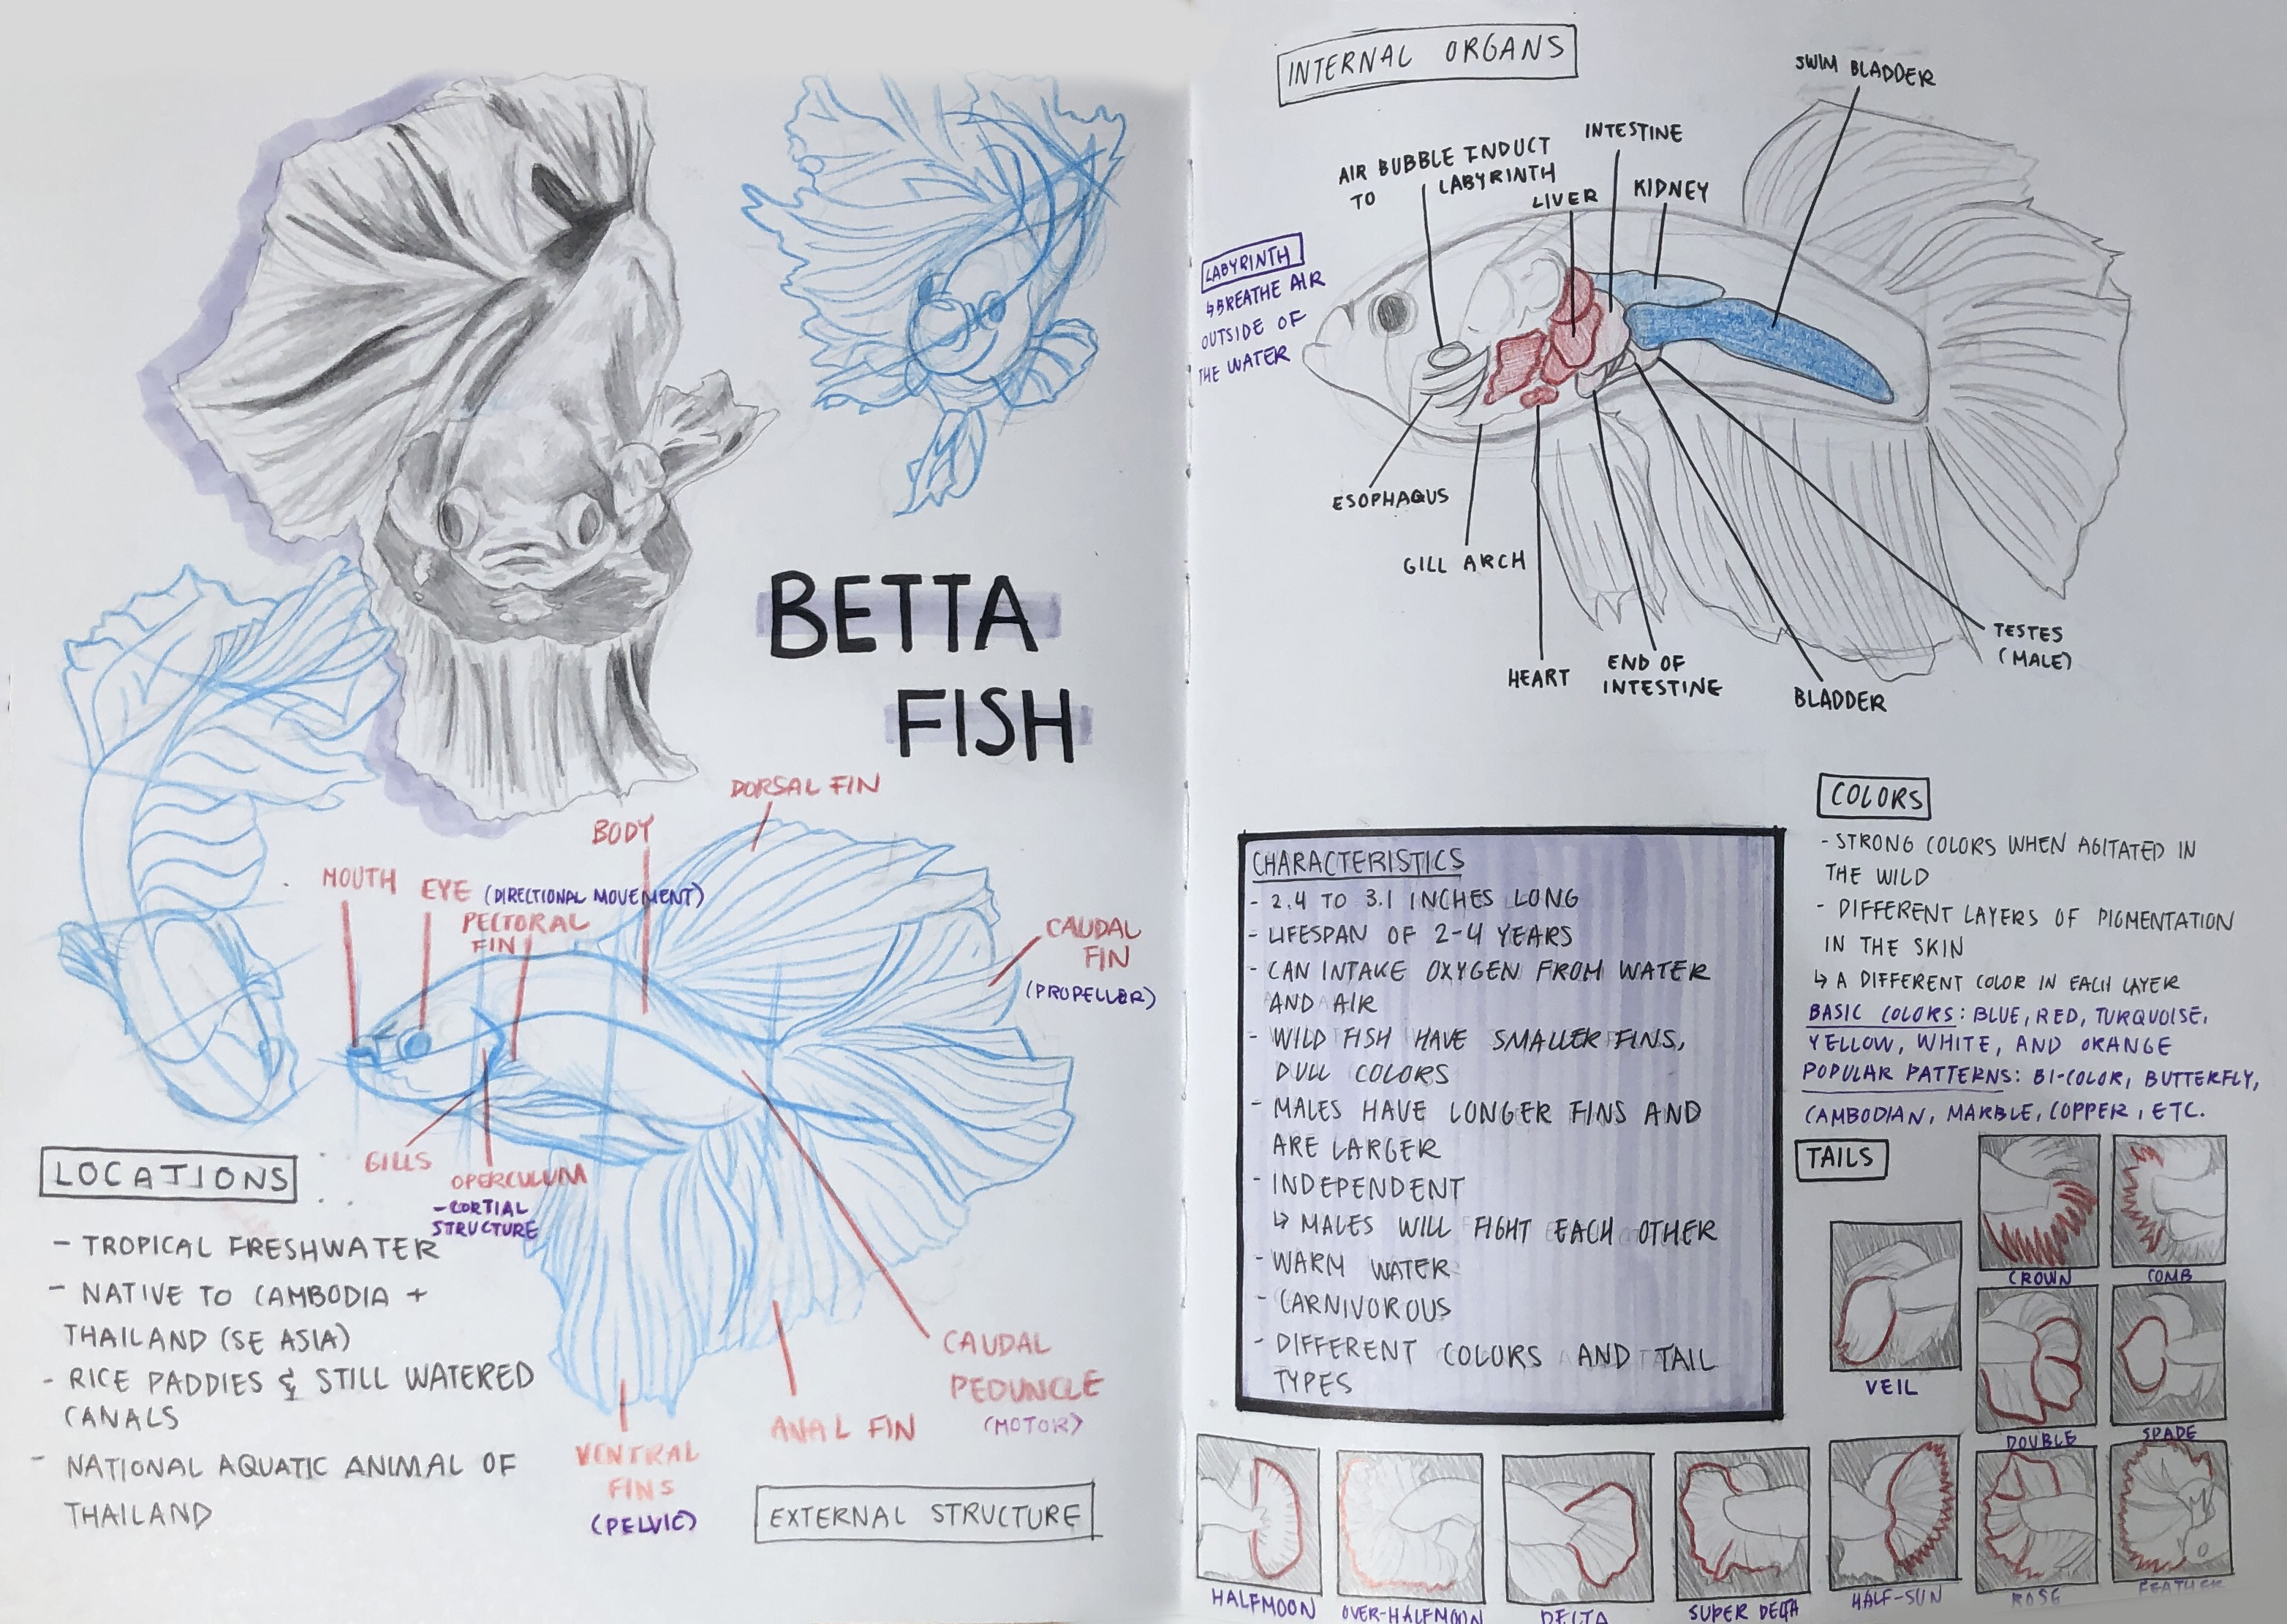 BETTA
FISH
DORSAL FIN
BODY
MOUTH
EYE (DIRECTIONAL MOVEMENT)
PECTORAL
FIN
CAUDAL
FIN
(PROPELLER)
GILLS
OPERCULUM
-CORTIAL
STRUCTURE
CAUDAL
PEDUNCLE
(MOTOR)
ANAL FIN
VENTRAL
FINS
(PELVIC)
EXTERNAL STRUCTURE
LOCATIONS
- TROPICAL FRESHWATER
- NATIVE TO CAMBODIA +
THAILAND (SE ASIA)
- RICE PADDIES & STILL WATERED
CANALS
- NATIONAL AQUATIC ANIMAL OF
THAILAND
INTERNAL ORGANS
SWIM BLADDER
INTESTINE
AIR BUBBLE INDUCT
TO LABYRINTH
LIVER
KIDNEY
LABYRINTH
↳BREATHE AIR
OUTSIDE OF
THE WATER
ESOPHAQUS
GILL ARCH
HEART
END OF
INTESTINE
BLADDER
TESTES
(MALE)
CHARACTERISTICS
- 2.4 TO 3.1 INCHES LONG
- LIFESPAN OF 2-4 YEARS
- CAN INTAKE OXYGEN FROM WATER
AND AIR
- WILD FISH HAVE SMALLER FINS,
DULL COLORS
- MALES HAVE LONGER FINS AND
ARE LARGER
- INDEPENDENT
↳ MALES WILL FIGHT EACH OTHER
- WARM WATER
- CARNIVOROUS
- DIFFERENT COLORS AND TAIL
TYPES
COLORS
- STRONG COLORS WHEN AGITATED IN
THE WILD
- DIFFERENT LAYERS OF PIGMENTATION
IN THE SKIN
↳ A DIFFERENT COLOR IN EACH LAYER
BASIC COLORS: BLUE, RED, TURQUOISE,
YELLOW, WHITE, AND ORANGE
POPULAR PATTERNS: BI-COLOR, BUTTERFLY,
CAMBODIAN, MARBLE, COPPER, ETC.
TAILS
CROWN
COMB
VEIL
DOUBLE
SPADE
HALFMOON
OVER-HALFMOON
DELTA
SUPER DELTA
HALF-SUN
ROSE
FEATHER